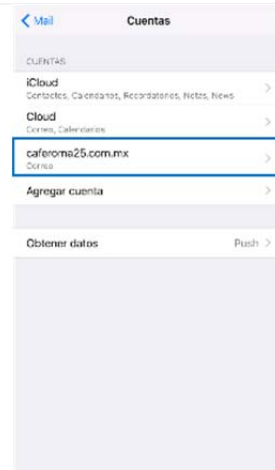 Mail
Cuentas
CUENTAS
iCloud
Contactos, Calendarios, Recordatorios, Notas, News
Cloud
Correo, Calendarios
caferoma25.com.mx
Correo
Agregar cuenta
Obtener datos Push